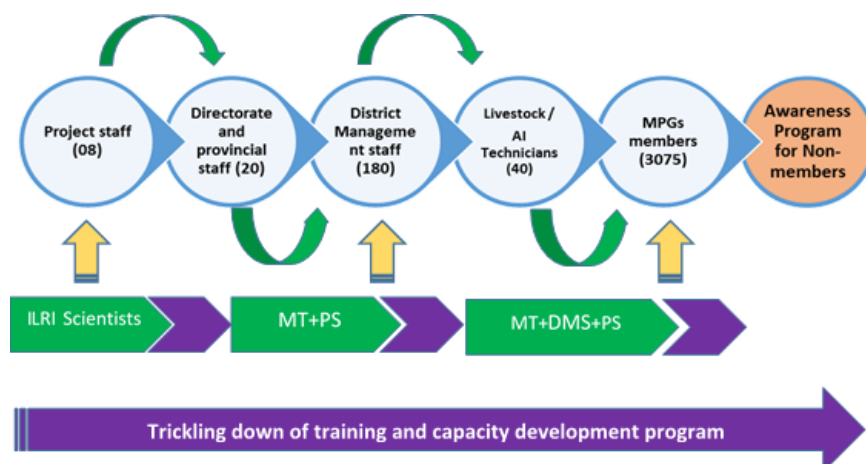 Project staff
(08)
Directorate
and
provincial
staff (20)
District
Manageme
nt staff
(180)
Livestock /
AI
Technicians
(40)
MPGs
members
(3075)
Awareness
Program
for Non-
members
ILRI Scientists
MT+PS
MT+DMS+PS
Trickling down of training and capacity development program